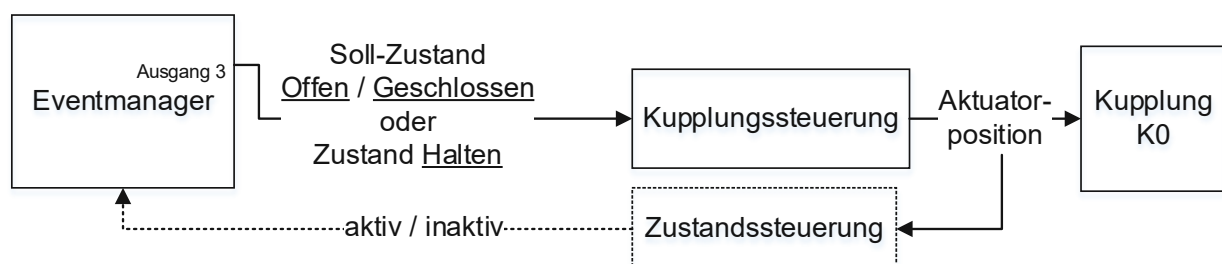 Ausgang 3
Eventmanager
Soll-Zustand
Offen / Geschlossen
oder
Zustand Halten
Kupplungssteuerung
Aktuator-
position
Kupplung
K0
aktiv / inaktiv
Zustandssteuerung